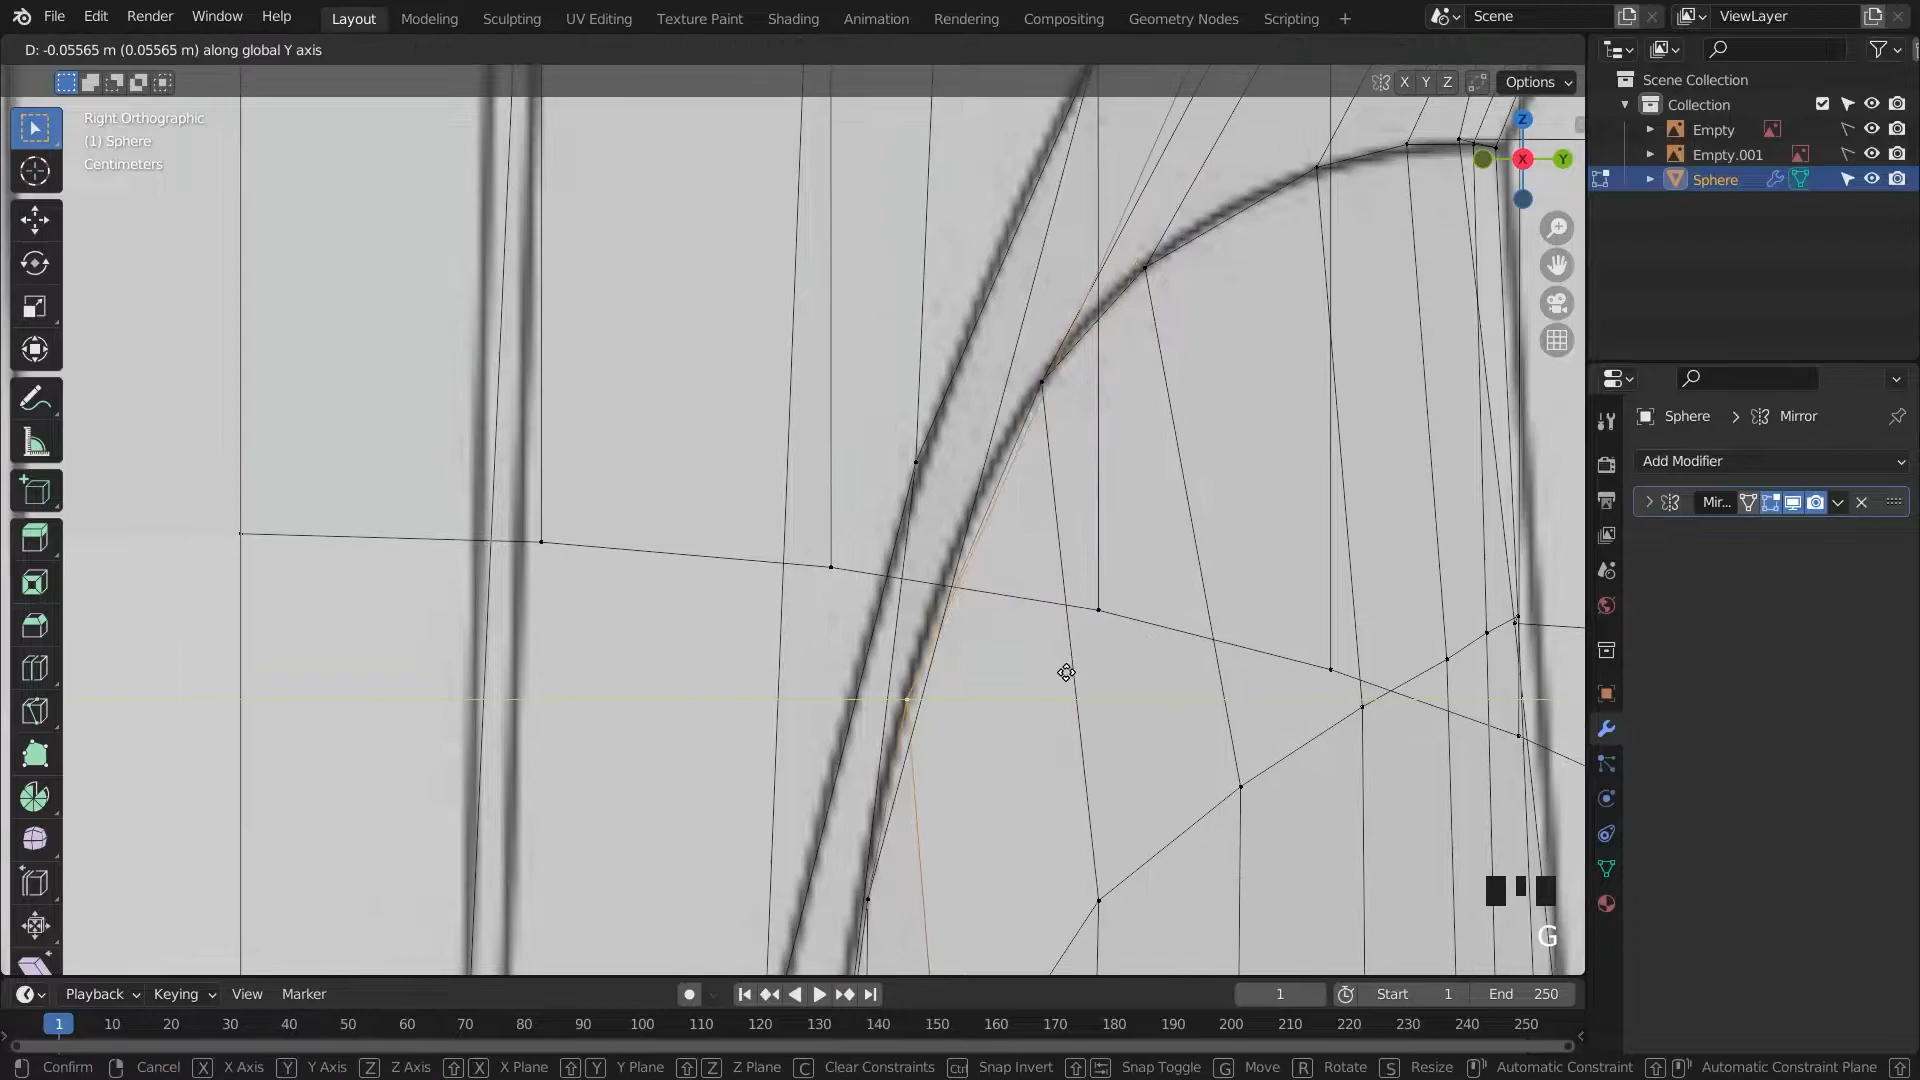 File Edit Render Window Help Layout Modeling Sculpting UV Editing Texture Paint Shading Animation Rendering Compositing Geometry Nodes Scripting + Scene ViewLayer
D: -0.05565 m (0.05565 m) along global Y axis
X Y Z Options
Right Orthographic
(1) Sphere
Centimeters
Z
X
Y
Scene Collection
Collection
Empty
Empty.001
Sphere
Sphere > Mirror
Add Modifier
Mir...
G
Playback Keying View Marker 1 Start 1 End 250
1 10 20 30 40 50 60 70 80 90 100 110 120 130 140 150 160 170 180 190 200 210 220 230 240 250
Confirm Cancel X X Axis Y Y Axis Z Z Axis X X Plane Y Y Plane Z Z Plane C Clear Constraints Ctrl Snap Invert Snap Toggle G Move R Rotate S Resize Automatic Constraint Automatic Constraint Plane